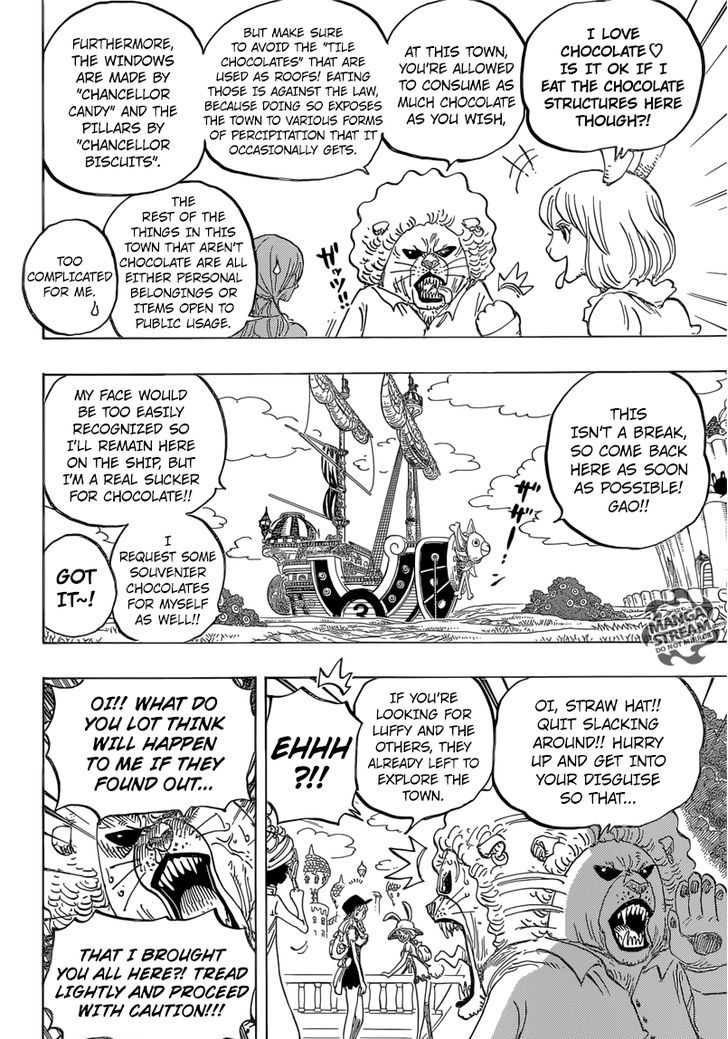 I LOVE
CHOCOLATE♡
IS IT OK IF I
EAT THE CHOCOLATE
STRUCTURES HERE
THOUGH?!
AT THIS TOWN,
YOU'RE ALLOWED
TO CONSUME AS
MUCH CHOCOLATE
AS YOU WISH,
BUT MAKE SURE
TO AVOID THE "TILE
CHOCOLATES" THAT ARE
USED AS ROOFS! EATING
THOSE IS AGAINST THE LAW,
BECAUSE DOING SO EXPOSES
THE TOWN TO VARIOUS FORMS
OF PERCIPITATION THAT IT
OCCASIONALLY GETS.
FURTHERMORE,
THE WINDOWS
ARE MADE BY
"CHANCELLOR
CANDY" AND THE
PILLARS BY
"CHANCELLOR
BISCUITS".
THE
REST OF THE
THINGS IN THIS
TOWN THAT AREN'T
CHOCOLATE ARE ALL
EITHER PERSONAL
BELONGINGS OR
ITEMS OPEN TO
PUBLIC USAGE.
TOO
COMPLICATED
FOR ME.
ガッ!!
THIS
ISN'T A BREAK,
SO COME BACK
HERE AS SOON
AS POSSIBLE!
GAO!!
MY FACE WOULD
BE TOO EASILY
RECOGNIZED SO
I'LL REMAIN HERE
ON THE SHIP, BUT
I'M A REAL SUCKER
FOR CHOCOLATE!!
I
REQUEST SOME
SOUVENIER
CHOCOLATES
FOR MYSELF
AS WELL!!
GOT
IT~!
MANGA
STREAM
DO NOT MIRROR
OI, STRAW HAT!!
QUIT SLACKING
AROUND!! HURRY
UP AND GET INTO
YOUR DISGUISE
SO THAT...
IF YOU'RE
LOOKING FOR
LUFFY AND THE
OTHERS, THEY
ALREADY LEFT TO
EXPLORE THE
TOWN.
EHHH
?!!
OI!! WHAT DO
YOU LOT THINK
WILL HAPPEN
TO ME IF THEY
FOUND OUT...
THAT I BROUGHT
YOU ALL HERE?! TREAD
LIGHTLY AND PROCEED
WITH CAUTION!!!